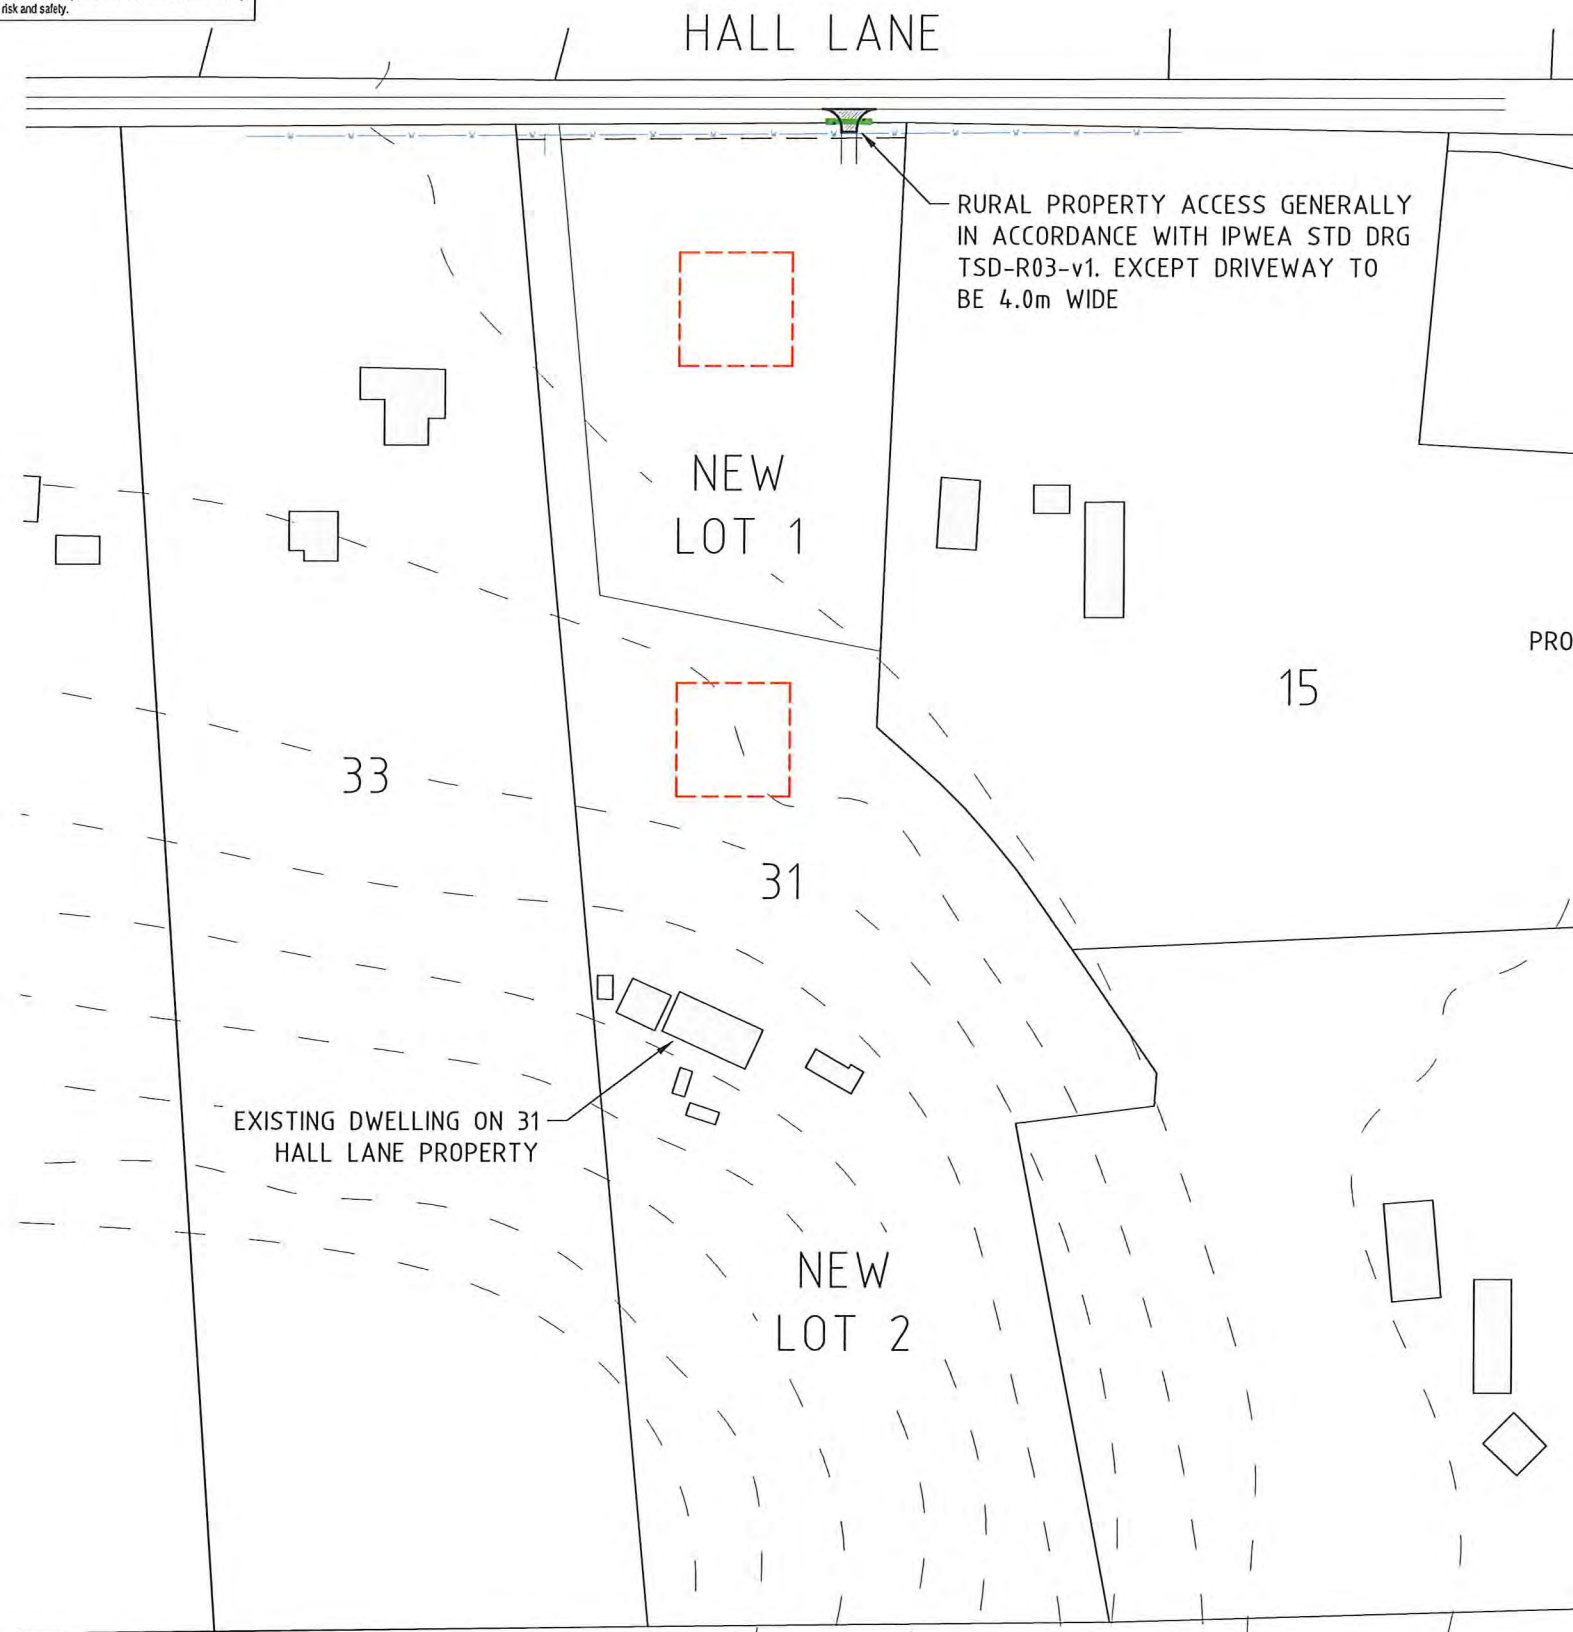 risk and safety.
HALL LANE
RURAL PROPERTY ACCESS GENERALLY
IN ACCORDANCE WITH IPWEA STD DRG
TSD-R03-v1. EXCEPT DRIVEWAY TO
BE 4.0m WIDE
NEW
LOT 1
PRO
15
33
31
EXISTING DWELLING ON 31
HALL LANE PROPERTY
NEW
LOT 2